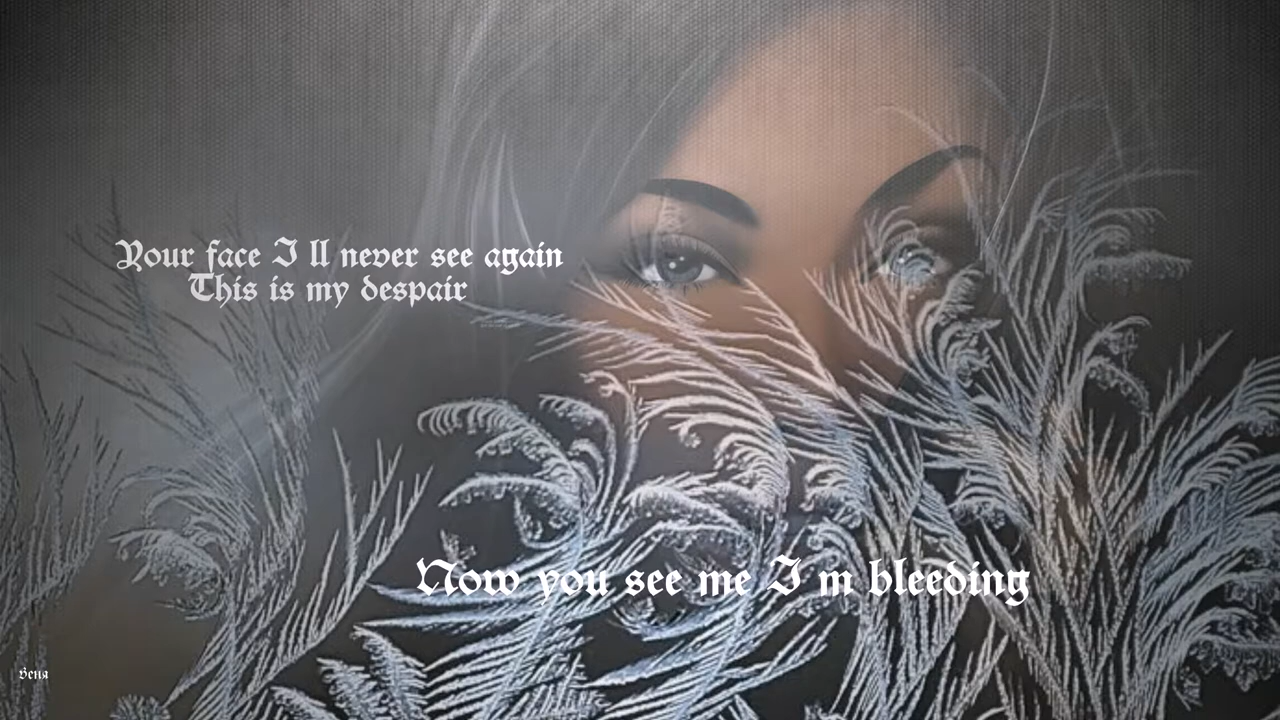 Your face I ll never see again
This is my despair
Now you see me I m bleeding